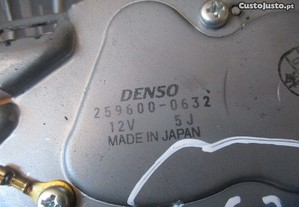 CustoJusto.pt
DENSO
259600-0632
12V 5J
MADE IN JAPAN